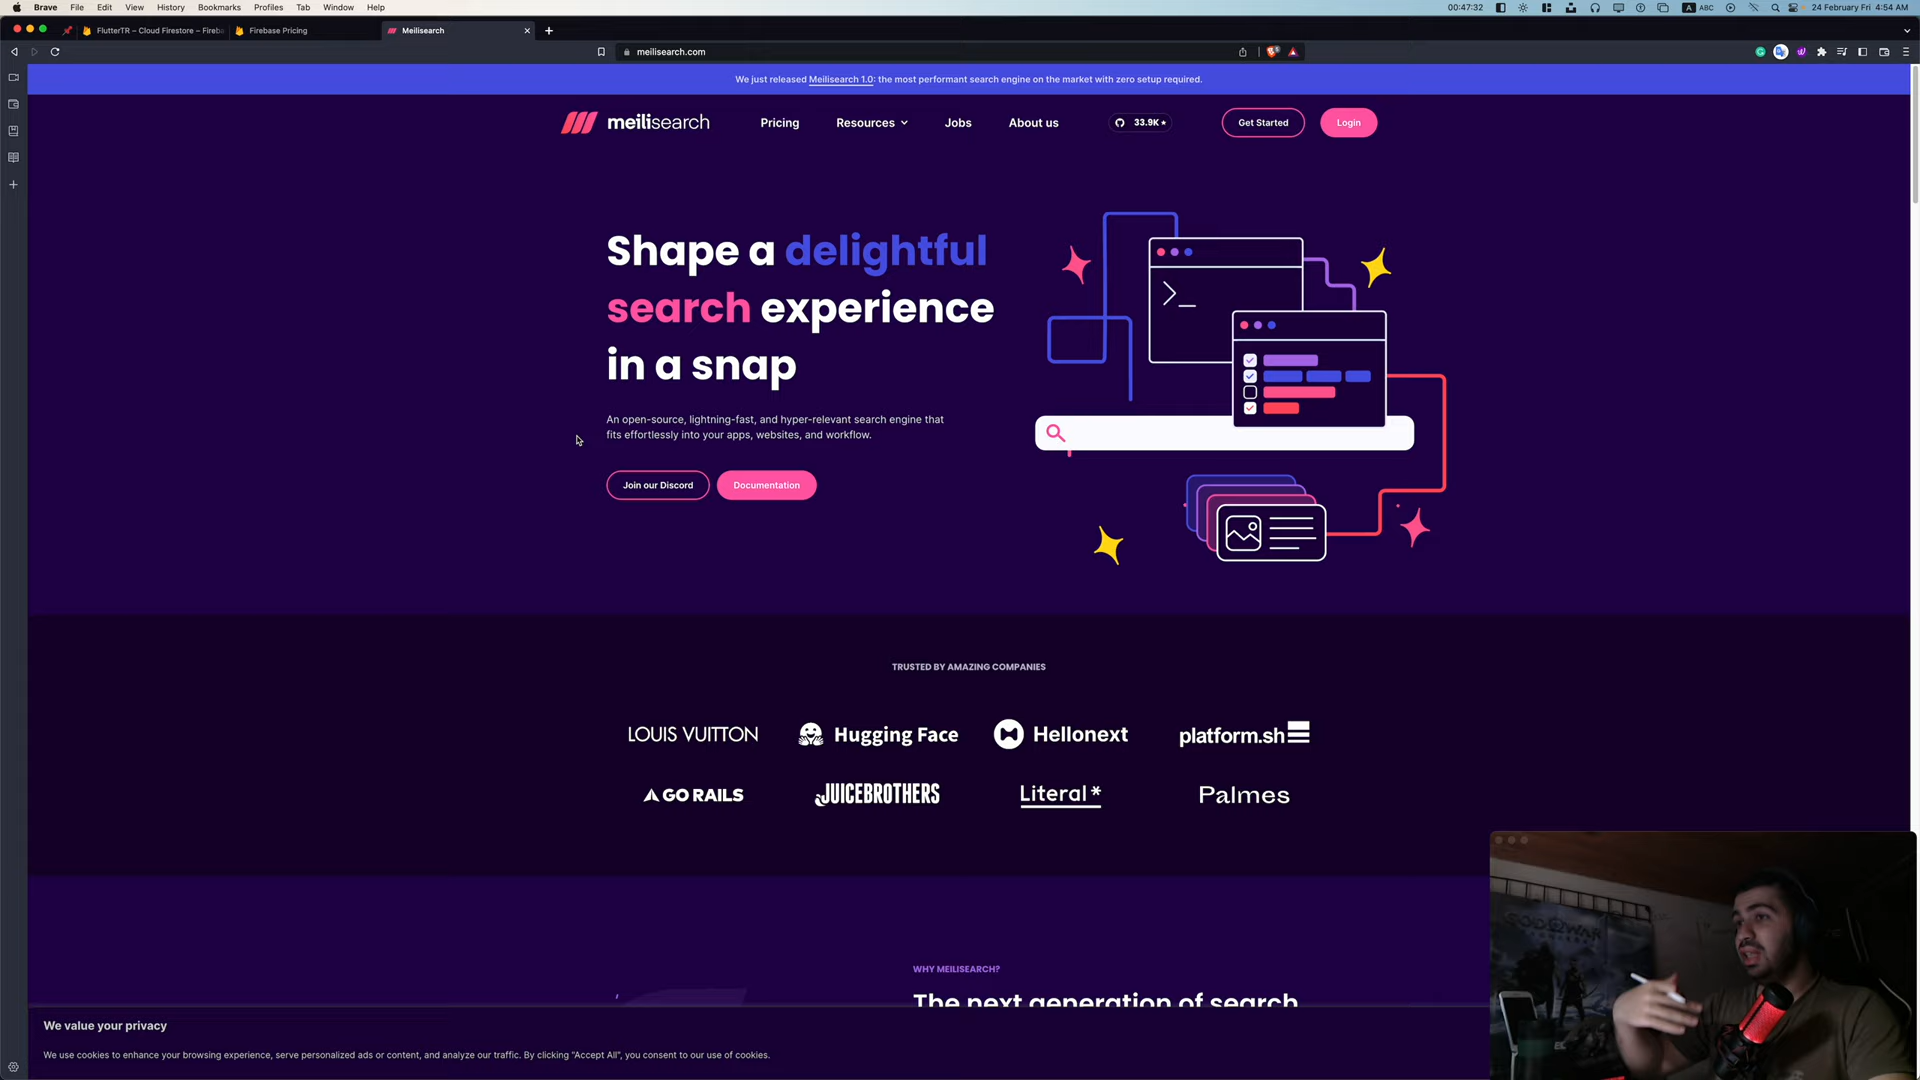 Brave File Edit View History Bookmarks Profiles Tab Window Help 00:47:32 A ABC 24 February Fri 4:54 AM
FlutterTR – Cloud Firestore – Fireba Firebase Pricing Meilisearch
meilisearch.com
We just released Meilisearch 1.0: the most performant search engine on the market with zero setup required.
meilisearch Pricing Resources Jobs About us 33.9K★ Get Started Login
Shape a delightful
search experience
in a snap
An open-source, lightning-fast, and hyper-relevant search engine that
fits effortlessly into your apps, websites, and workflow.
Join our Discord Documentation
TRUSTED BY AMAZING COMPANIES
LOUIS VUITTON Hugging Face Hellonext platform.sh
GO RAILS JUICEBROTHERS Literal* Palmes
WHY MEILISEARCH?
The next generation of search
We value your privacy
We use cookies to enhance your browsing experience, serve personalized ads or content, and analyze our traffic. By clicking "Accept All", you consent to our use of cookies.
GOD OF WAR